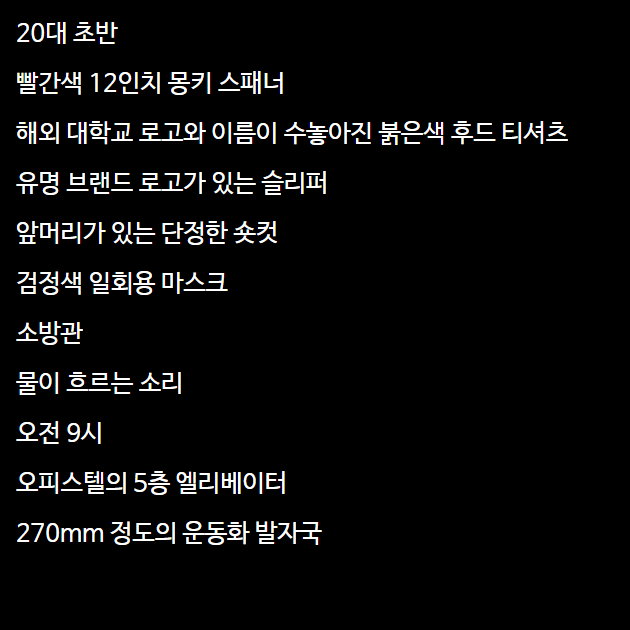 20대 초반
빨간색 12인치 몽키 스패너
해외 대학교 로고와 이름이 수놓아진 붉은색 후드 티셔츠
유명 브랜드 로고가 있는 슬리퍼
앞머리가 있는 단정한 숏컷
검정색 일회용 마스크
소방관
물이 흐르는 소리
오전 9시
오피스텔의 5층 엘리베이터
270mm 정도의 운동화 발자국